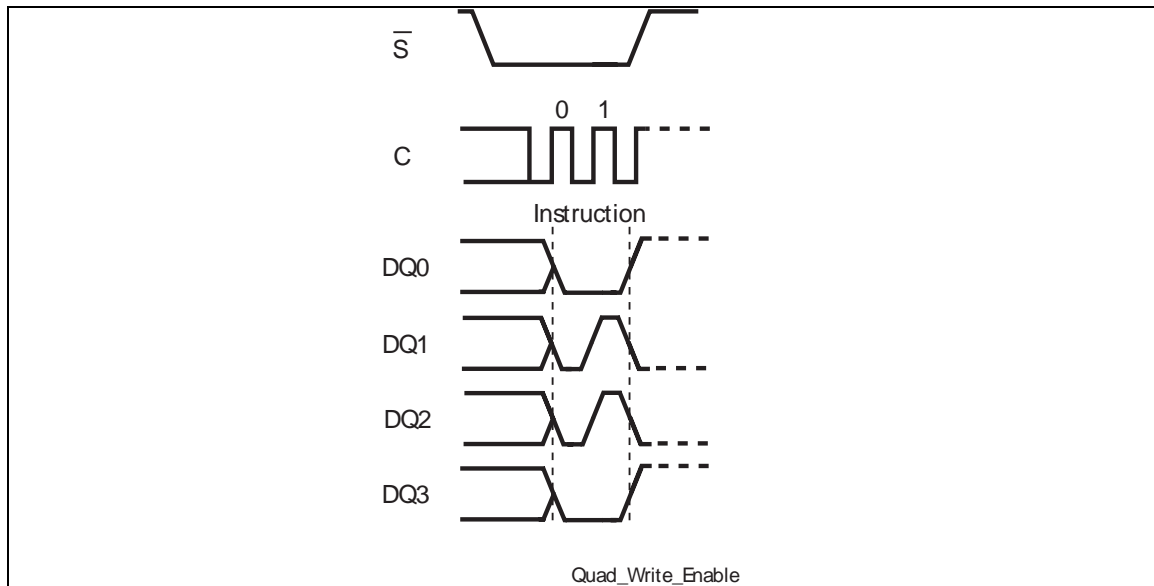 S̅
0 1
C
Instruction
DQ0
DQ1
DQ2
DQ3
Quad_Write_Enable